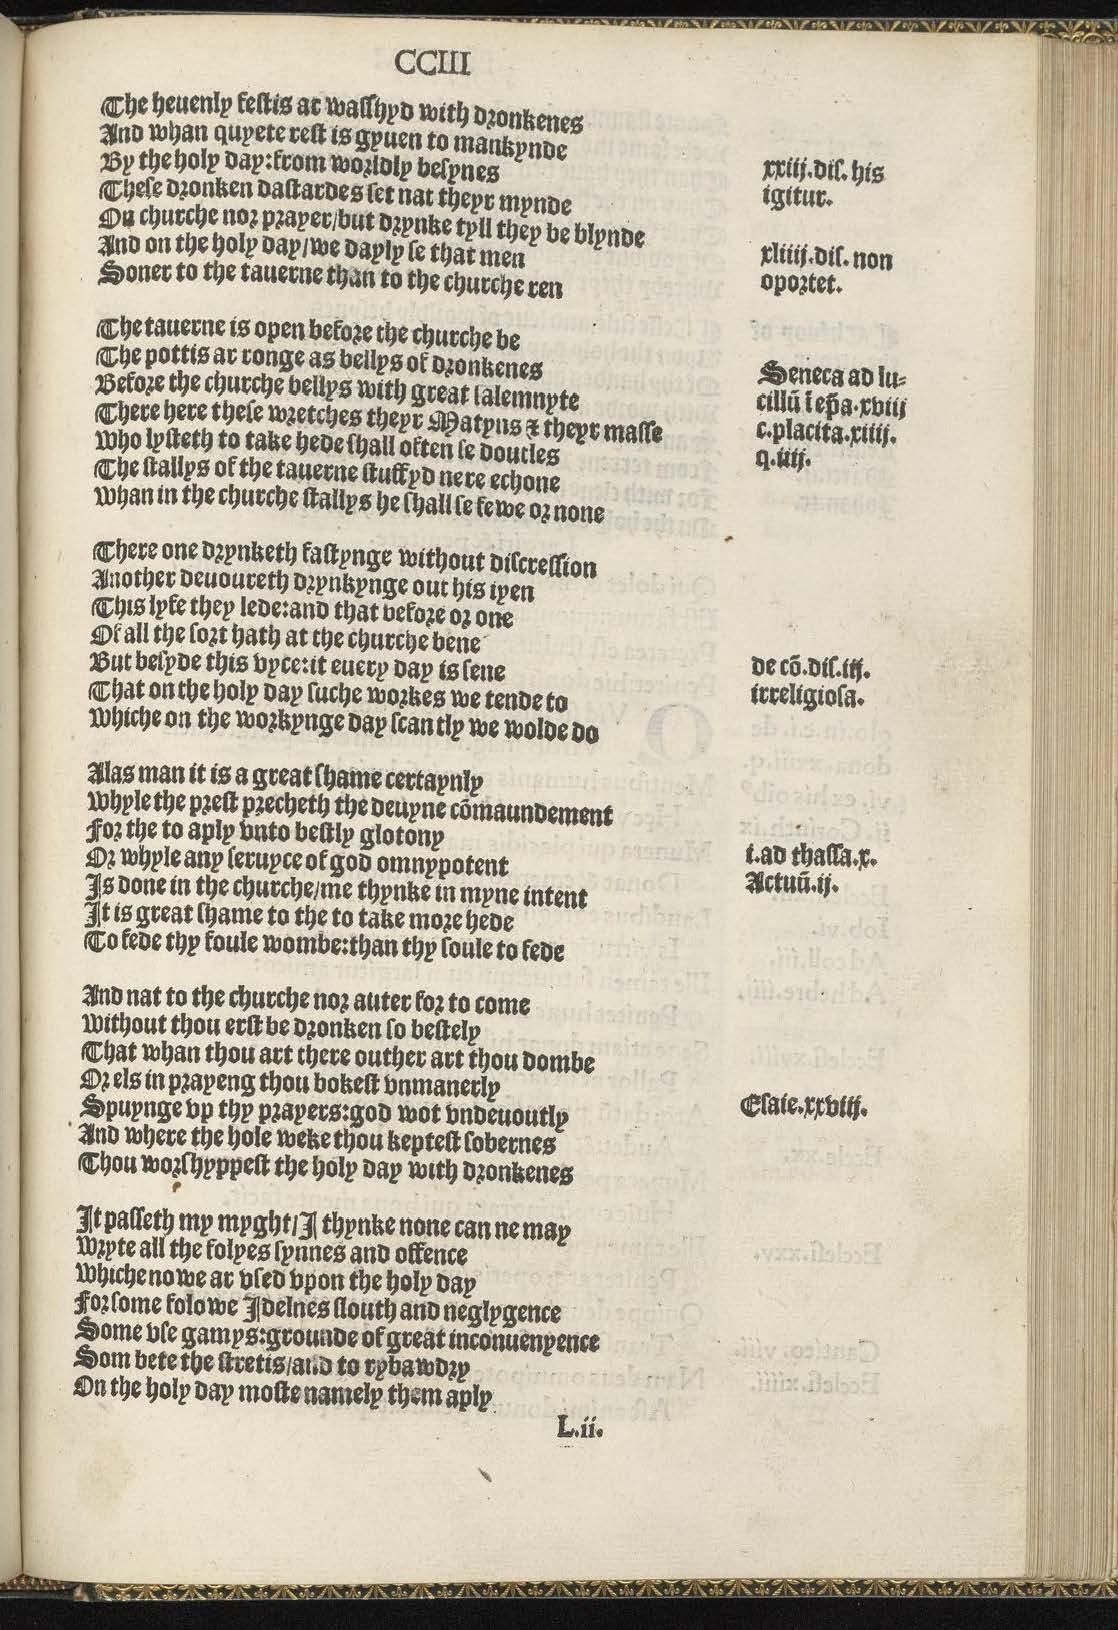 CCIII
The heuenly festis ar wasshyd with dronkenes
And whan quyete rest is gyuen to mankynde
By the holy day: from worldly besynes
These dronken dastardes set nat theyr mynde
On churche nor prayer/but drynke tyll they be blynde
And on the holy day/we dayly se that men
Soner to the tauerne than to the churche ren
xxiij.dis. his
igitur.
xliiij.dis. non
oportet.
The tauerne is open before the churche be
The pottis ar ronge as bellys of dronkenes
Before the churche bellys with great salemnyte
There here these wretches theyr Matyns & theyr masse
who lysteth to take hede shall often se doutles
The stallys of the tauerne stuffyd nere echone
whan in the churche stallys he shall se fewe or none
Seneca ad lu-
cillū ī ep̄a.xviij
c.placita.xiiij.
q.iiij.
There one drynketh fastynge without discression
Another deuoureth drynkynge out his iyen
This lyfe they lede: and that before or one
Of all the sort hath at the churche bene
But besyde this vyce: it euery day is sene
That on the holy day suche workes we tende to
whiche on the workynge day scantly we wolde do
de cō.dis.iij.
irreligiosa.
Alas man it is a great shame certaynly
whyle the prest precheth the deuyne cōmaundement
For the to aply vnto bestly glotony
Or whyle any seruyce of god omnypotent
Is done in the churche/me thynke in myne intent
It is great shame to the to take more hede
To fede thy foule wombe: than thy soule to fede
i.ad thassa.x.
Actuū.ij.
And nat to the churche nor auter for to come
without thou erst be dronken so bestely
That whan thou art there outher art thou dombe
Or els in prayeng thou bokest vnmanerly
Spuynge vp thy prayers: god wot vndeuoutly
And where the hole weke thou keptest sobernes
Thou worshyppest the holy day with dronkenes
Esaie.xxviij.
It passeth my myght/I thynke none can ne may
wryte all the folyes synnes and offence
whiche nowe ar vsed vpon the holy day
For some folowe Idelnes slouth and neglygence
Some vse gamys: grounde of great inconuenyence
Som bete the stretis/and to rybawdry
On the holy day moste namely them aply
L.ii.